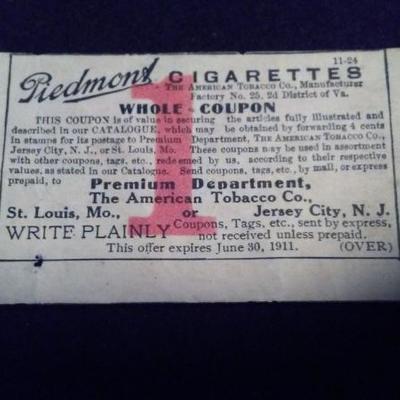 11-24
Piedmont CIGARETTES
THE AMERICAN TOBACCO Co., Manufacturer
Factory No. 25, 2d District of Va.
1
WHOLE COUPON
THIS COUPON is of value in securing the articles fully illustrated and
described in our CATALOGUE, which may be obtained by forwarding 4 cents
in stamps for its postage to Premium Department, THE AMERICAN TOBACCO Co.,
Jersey City, N. J., or St. Louis, Mo. These coupons may be used in assortment
with other coupons, tags, etc., redeemed by us, according to their respective
values, as stated in our Catalogue. Send coupons, tags, etc., by mail, or express
prepaid, to
Premium Department,
The American Tobacco Co.,
St. Louis, Mo., or Jersey City, N. J.
WRITE PLAINLY Coupons, Tags, etc., sent by express,
not received unless prepaid.
This offer expires June 30, 1911. (OVER)